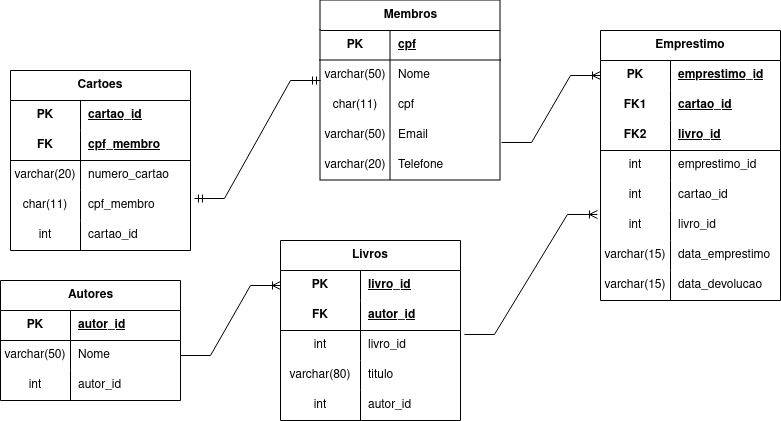 Membros
PK cpf
varchar(50) Nome
char(11) cpf
varchar(50) Email
varchar(20) Telefone
Emprestimo
PK emprestimo_id
FK1 cartao_id
FK2 livro_id
int emprestimo_id
int cartao_id
int livro_id
varchar(15) data_emprestimo
varchar(15) data_devolucao
Cartoes
PK cartao_id
FK cpf_membro
varchar(20) numero_cartao
char(11) cpf_membro
int cartao_id
Livros
PK livro_id
FK autor_id
int livro_id
varchar(80) titulo
int autor_id
Autores
PK autor_id
varchar(50) Nome
int autor_id